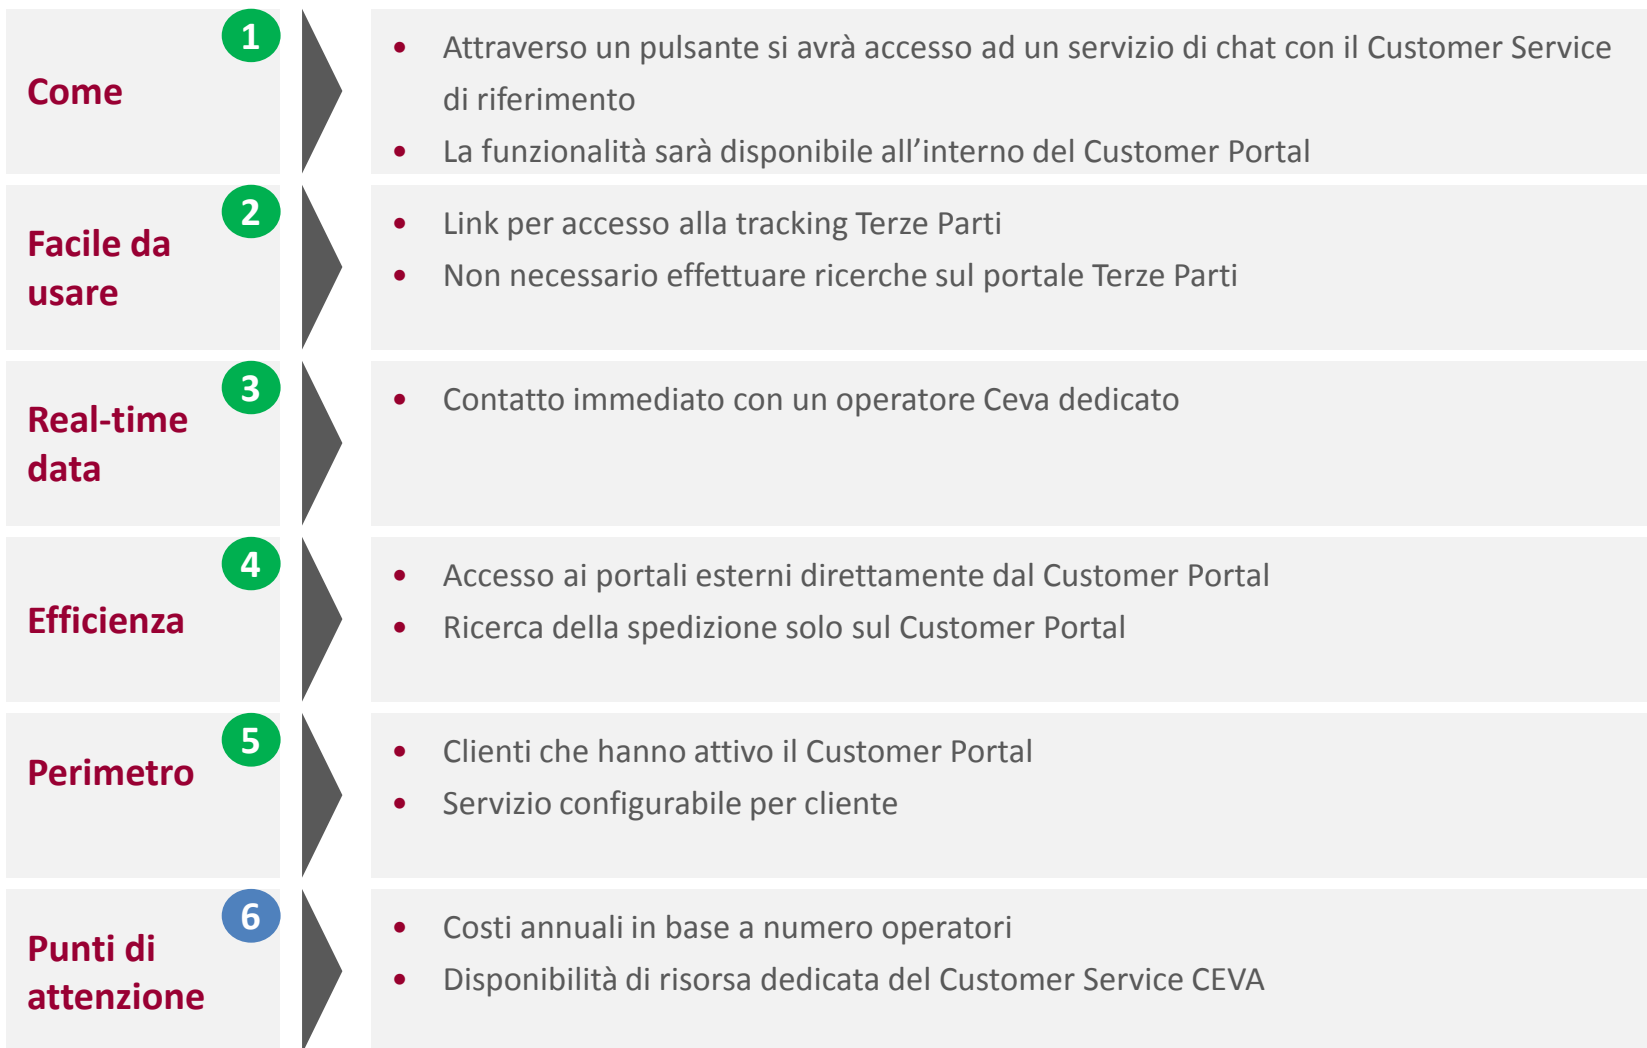 1
Come
• Attraverso un pulsante si avrà accesso ad un servizio di chat con il Customer Service
di riferimento
• La funzionalità sarà disponibile all’interno del Customer Portal
2
Facile da
usare
• Link per accesso alla tracking Terze Parti
• Non necessario effettuare ricerche sul portale Terze Parti
3
Real-time
data
• Contatto immediato con un operatore Ceva dedicato
4
Efficienza
• Accesso ai portali esterni direttamente dal Customer Portal
• Ricerca della spedizione solo sul Customer Portal
5
Perimetro
• Clienti che hanno attivo il Customer Portal
• Servizio configurabile per cliente
6
Punti di
attenzione
• Costi annuali in base a numero operatori
• Disponibilità di risorsa dedicata del Customer Service CEVA